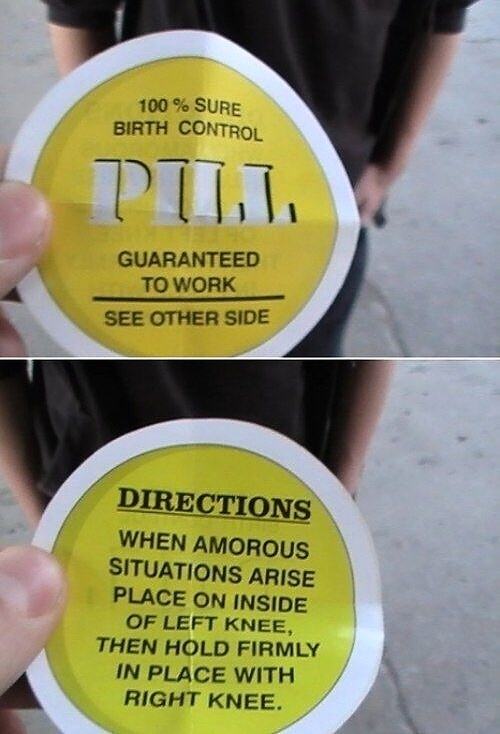 100 % SURE
BIRTH CONTROL
PILL
GUARANTEED
TO WORK
SEE OTHER SIDE
DIRECTIONS
WHEN AMOROUS
SITUATIONS ARISE
PLACE ON INSIDE
OF LEFT KNEE,
THEN HOLD FIRMLY
IN PLACE WITH
RIGHT KNEE.